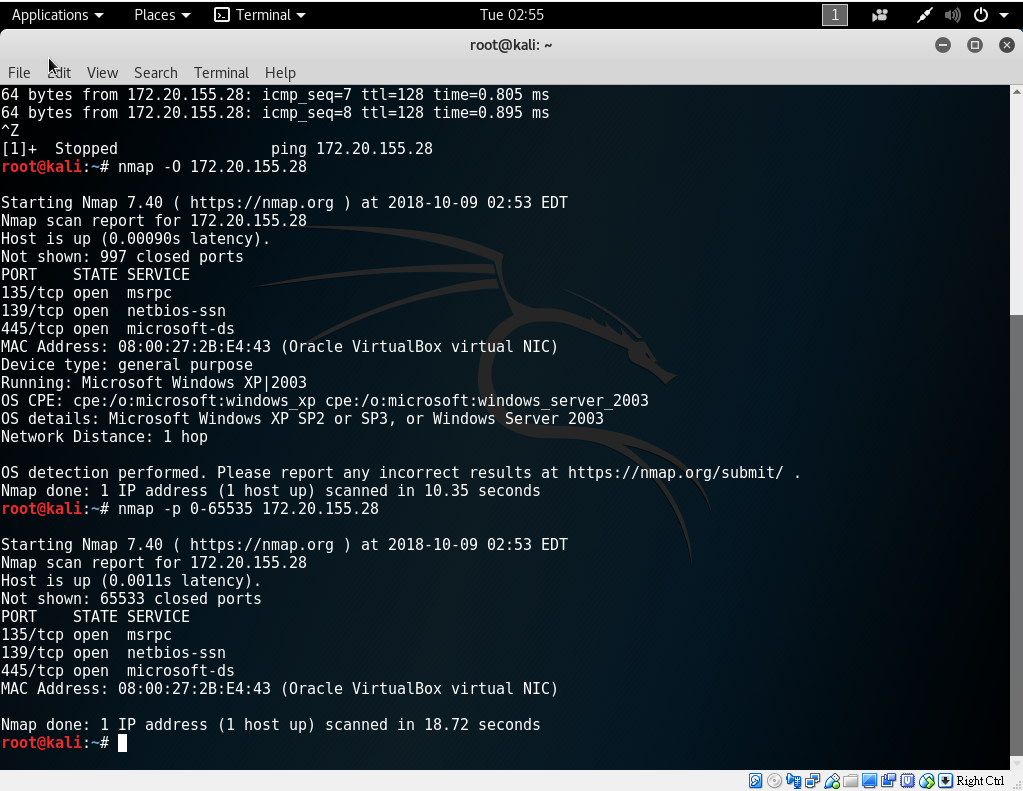 Applications Places Terminal Tue 02:55 1
root@kali: ~
File Edit View Search Terminal Help
64 bytes from 172.20.155.28: icmp_seq=7 ttl=128 time=0.805 ms
64 bytes from 172.20.155.28: icmp_seq=8 ttl=128 time=0.895 ms
^Z
[1]+  Stopped                 ping 172.20.155.28
root@kali:~# nmap -O 172.20.155.28
Starting Nmap 7.40 ( https://nmap.org ) at 2018-10-09 02:53 EDT
Nmap scan report for 172.20.155.28
Host is up (0.00090s latency).
Not shown: 997 closed ports
PORT    STATE SERVICE
135/tcp open  msrpc
139/tcp open  netbios-ssn
445/tcp open  microsoft-ds
MAC Address: 08:00:27:2B:E4:43 (Oracle VirtualBox virtual NIC)
Device type: general purpose
Running: Microsoft Windows XP|2003
OS CPE: cpe:/o:microsoft:windows_xp cpe:/o:microsoft:windows_server_2003
OS details: Microsoft Windows XP SP2 or SP3, or Windows Server 2003
Network Distance: 1 hop
OS detection performed. Please report any incorrect results at https://nmap.org/submit/ .
Nmap done: 1 IP address (1 host up) scanned in 10.35 seconds
root@kali:~# nmap -p 0-65535 172.20.155.28
Starting Nmap 7.40 ( https://nmap.org ) at 2018-10-09 02:53 EDT
Nmap scan report for 172.20.155.28
Host is up (0.0011s latency).
Not shown: 65533 closed ports
PORT    STATE SERVICE
135/tcp open  msrpc
139/tcp open  netbios-ssn
445/tcp open  microsoft-ds
MAC Address: 08:00:27:2B:E4:43 (Oracle VirtualBox virtual NIC)
Nmap done: 1 IP address (1 host up) scanned in 18.72 seconds
root@kali:~#
Right Ctrl